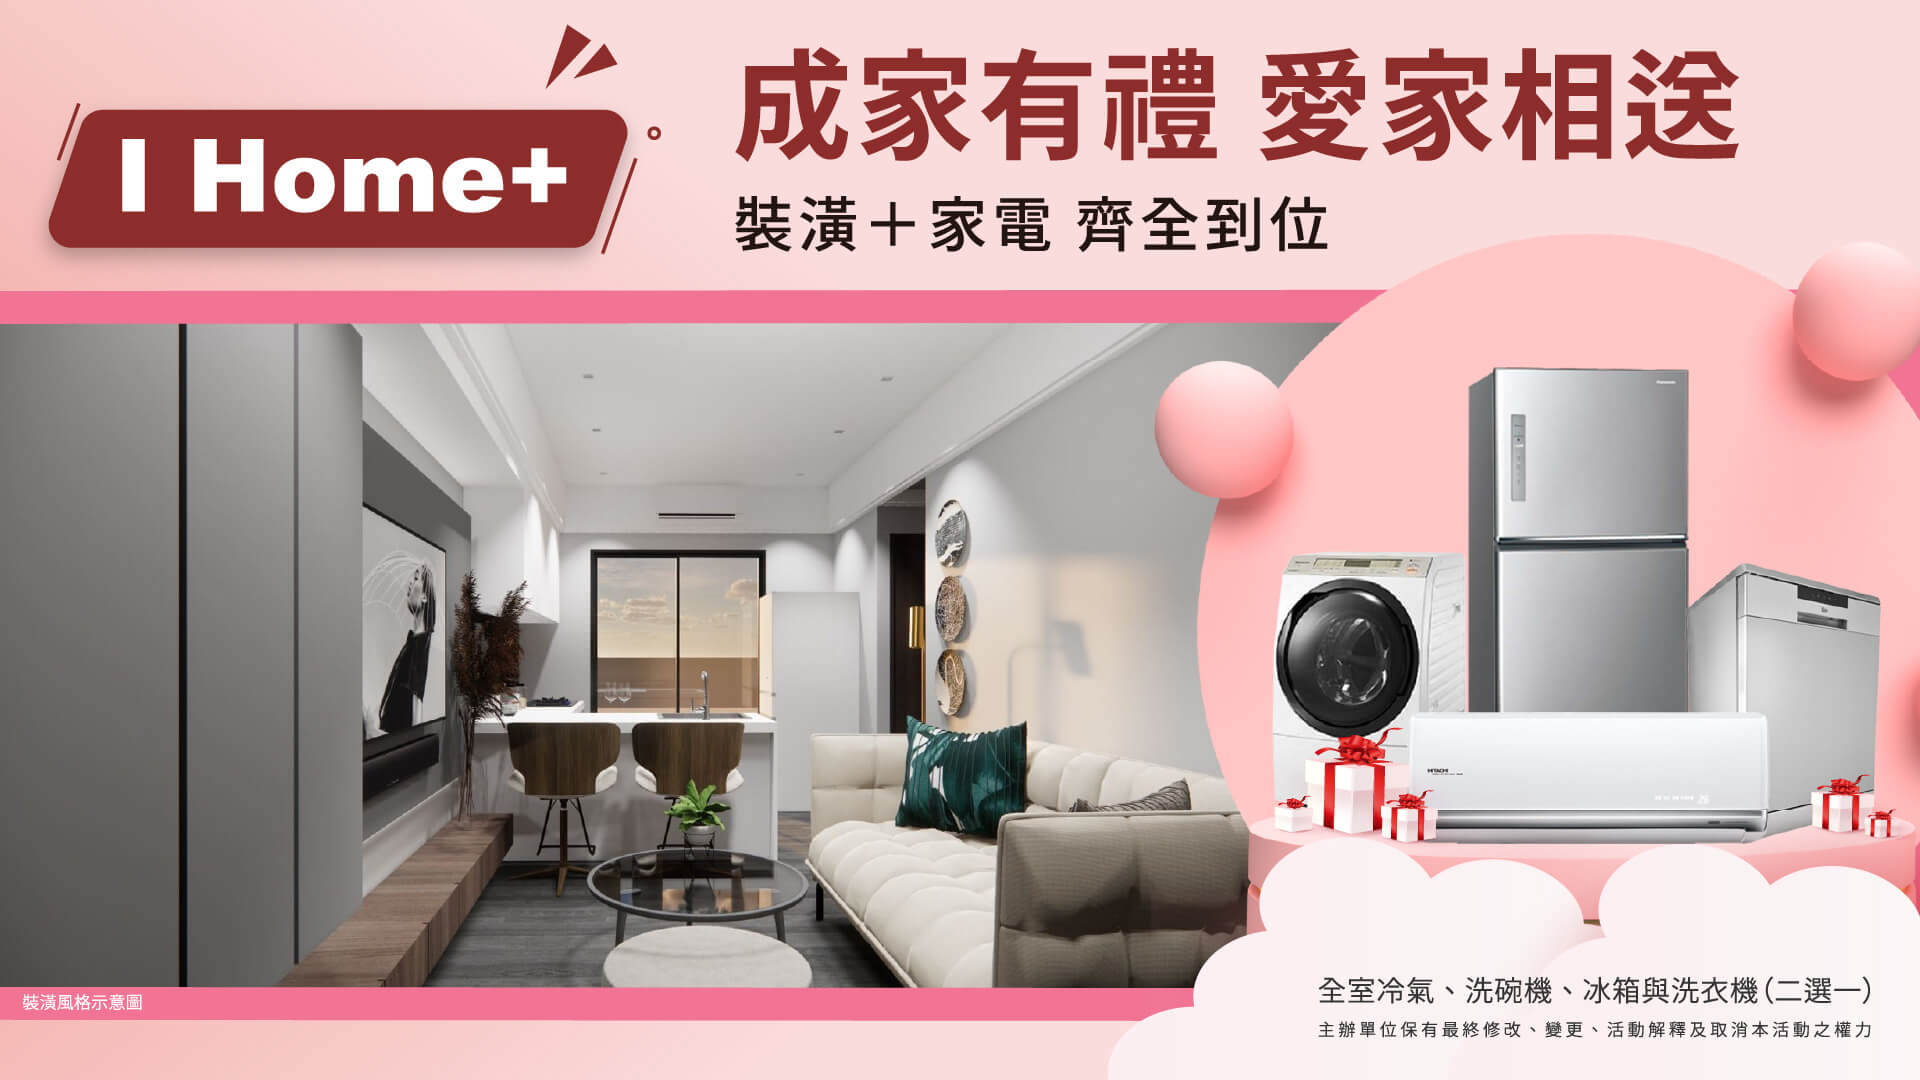 I Home+
成家有禮 愛家相送
裝潢＋家電 齊全到位
Panasonic
HITACHI
裝潢風格示意圖
全室冷氣、洗碗機、冰箱與洗衣機(二選一)
主辦單位保有最終修改、變更、活動解釋及取消本活動之權力